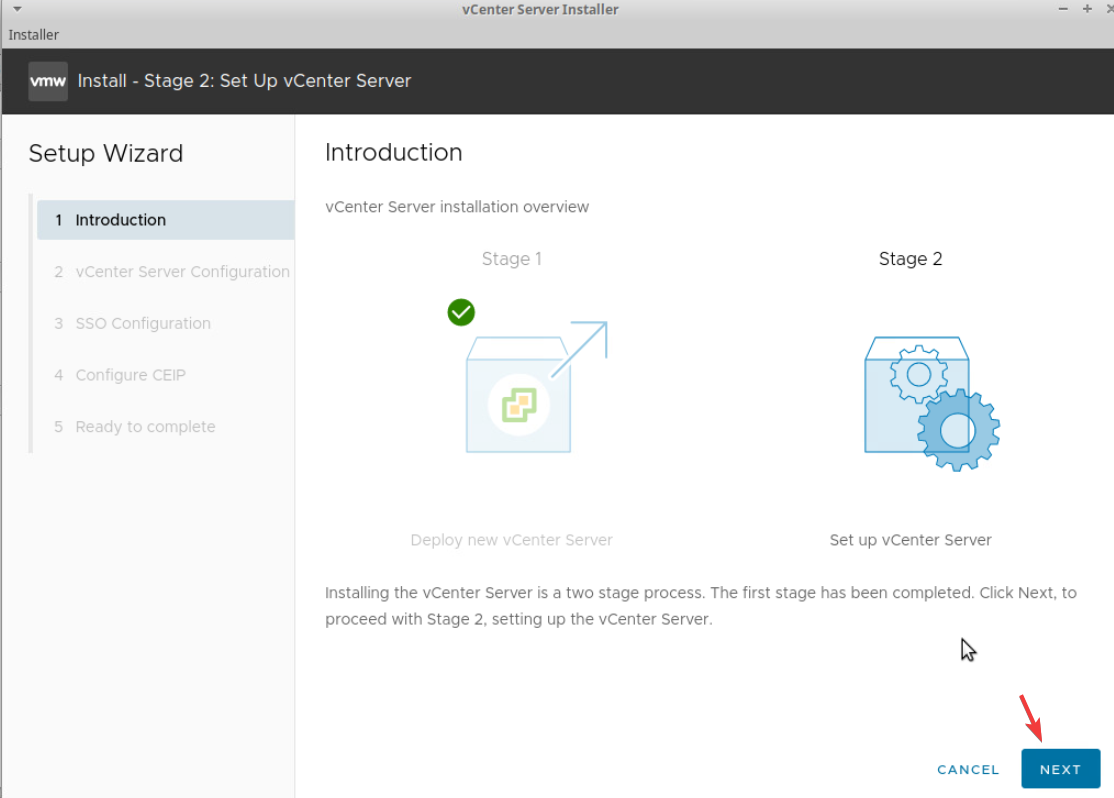 vCenter Server Installer
Installer
vmw Install - Stage 2: Set Up vCenter Server
Setup Wizard
1 Introduction
2 vCenter Server Configuration
3 SSO Configuration
4 Configure CEIP
5 Ready to complete
Introduction
vCenter Server installation overview
Stage 1
Stage 2
Deploy new vCenter Server
Set up vCenter Server
Installing the vCenter Server is a two stage process. The first stage has been completed. Click Next, to
proceed with Stage 2, setting up the vCenter Server.
CANCEL
NEXT